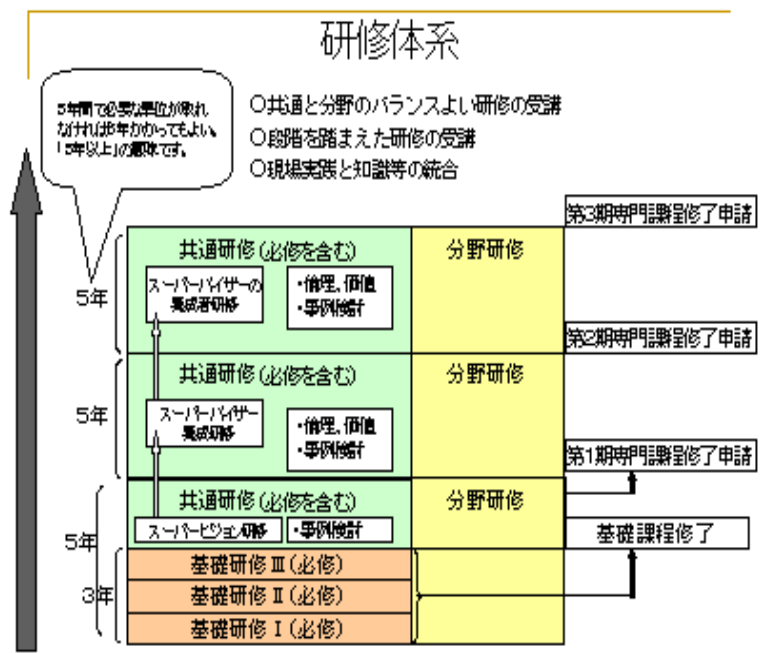 研修体系
5年間で必要な単位が取れ
なければ6年かかってもよい。
「5年以上」の意味です。
○共通と分野のバランスよい研修の受講
○段階を踏まえた研修の受講
○現場実践と知識等の統合
第3期専門課程修了申請
共通研修(必修を含む)
分野研修
スーパーバイザーの
養成者研修
・倫理、価値
・事例検討
5年
第2期専門課程修了申請
共通研修(必修を含む)
分野研修
スーパーバイザー
養成研修
・倫理、価値
・事例検討
5年
第1期専門課程修了申請
共通研修(必修を含む)
分野研修
スーパービジョン研修
・事例検討
5年
基礎課程修了
基礎研修Ⅲ(必修)
基礎研修Ⅱ(必修)
3年
基礎研修Ⅰ(必修)